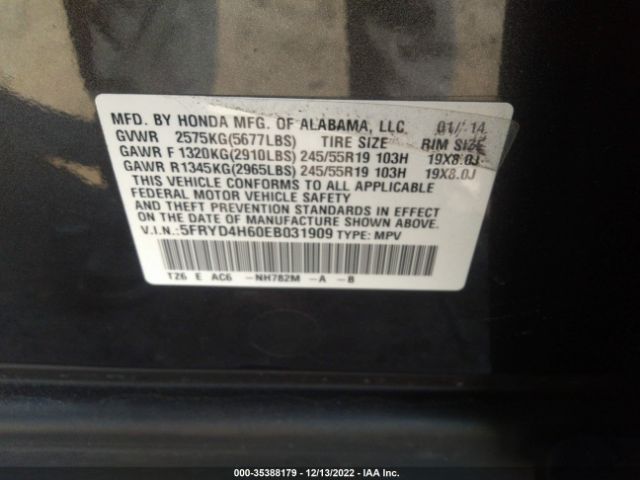 MFD. BY HONDA MFG. OF ALABAMA, LLC. 01/ 14
GVWR 2575KG(5677LBS) TIRE SIZE RIM SIZE
GAWR F 1320KG(2910LBS) 245/55R19 103H 19X8.0J
GAWR R 1345KG(2965LBS) 245/55R19 103H 19X8.0J
THIS VEHICLE CONFORMS TO ALL APPLICABLE
FEDERAL MOTOR VEHICLE SAFETY
AND THEFT PREVENTION STANDARDS IN EFFECT
ON THE DATE OF MANUFACTURE SHOWN ABOVE.
V.I.N.: 5FRYD4H60EB031909 TYPE: MPV
T26 E AC6 -NH782M -A -B
000-35388179 - 12/13/2022 - IAA Inc.